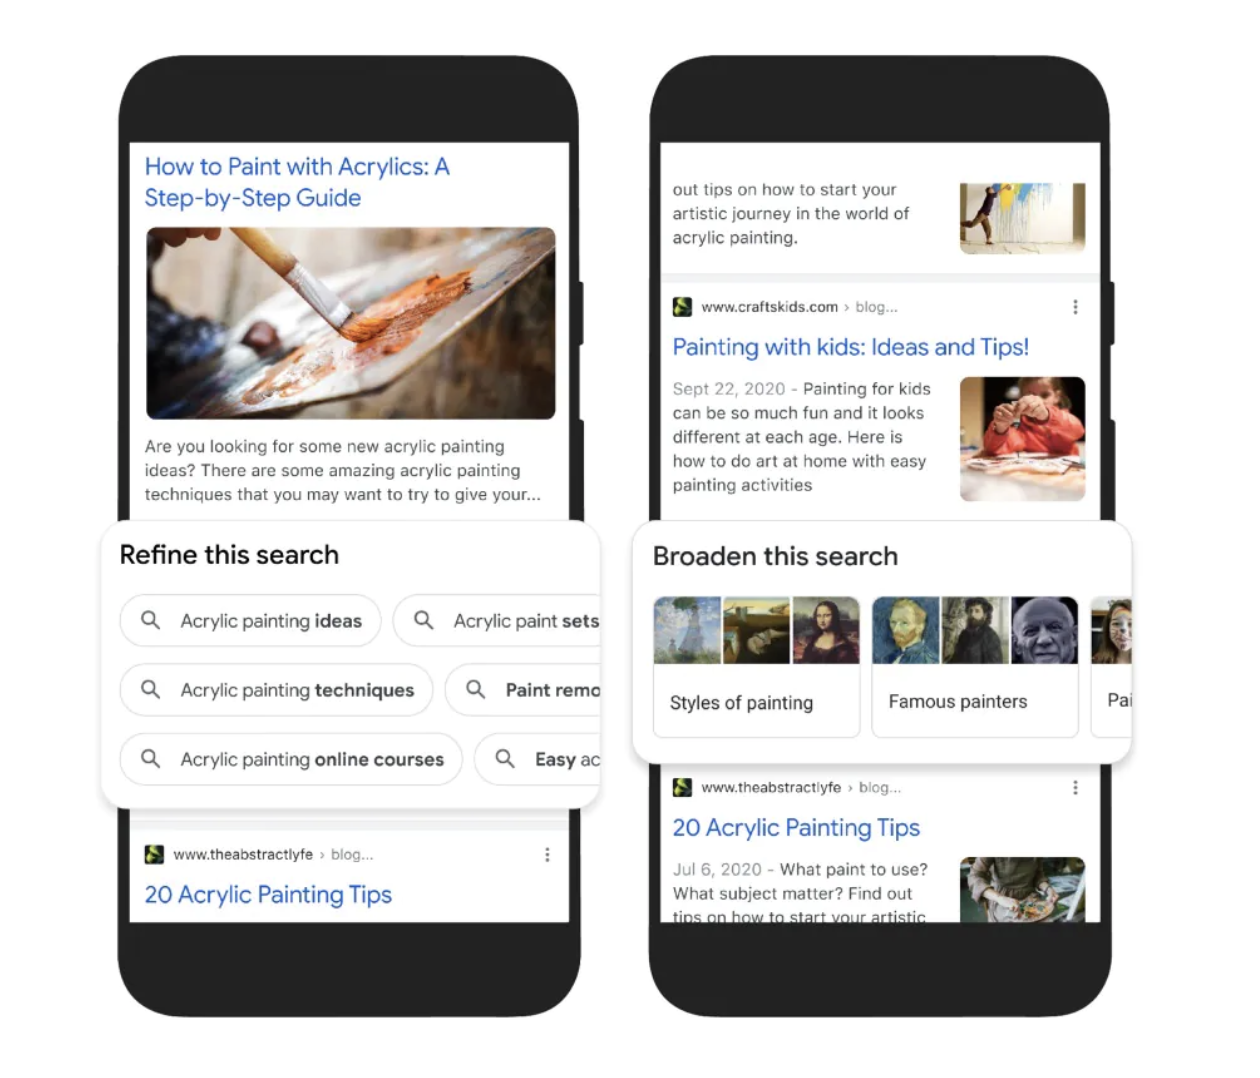 How to Paint with Acrylics: A
Step-by-Step Guide
Are you looking for some new acrylic painting
ideas? There are some amazing acrylic painting
techniques that you may want to try to give your...
Refine this search
Acrylic painting ideas
Acrylic paint sets
Acrylic painting techniques
Paint remo
Acrylic painting online courses
Easy ac
www.theabstractlyfe › blog...
20 Acrylic Painting Tips
out tips on how to start your
artistic journey in the world of
acrylic painting.
www.craftskids.com › blog...
Painting with kids: Ideas and Tips!
Sept 22, 2020 - Painting for kids
can be so much fun and it looks
different at each age. Here is
how to do art at home with easy
painting activities
Broaden this search
Styles of painting
Famous painters
Pai
www.theabstractlyfe › blog...
20 Acrylic Painting Tips
Jul 6, 2020 - What paint to use?
What subject matter? Find out
tips on how to start your artistic